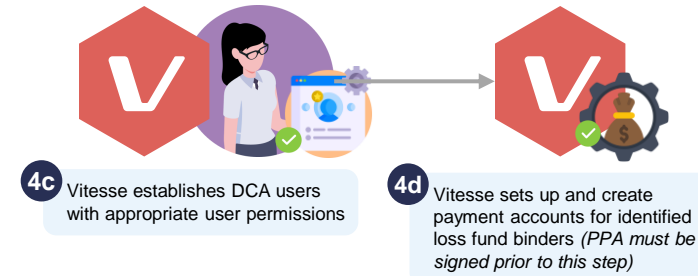 4c
Vitesse establishes DCA users
with appropriate user permissions
4d
Vitesse sets up and create
payment accounts for identified
loss fund binders (PPA must be
signed prior to this step)